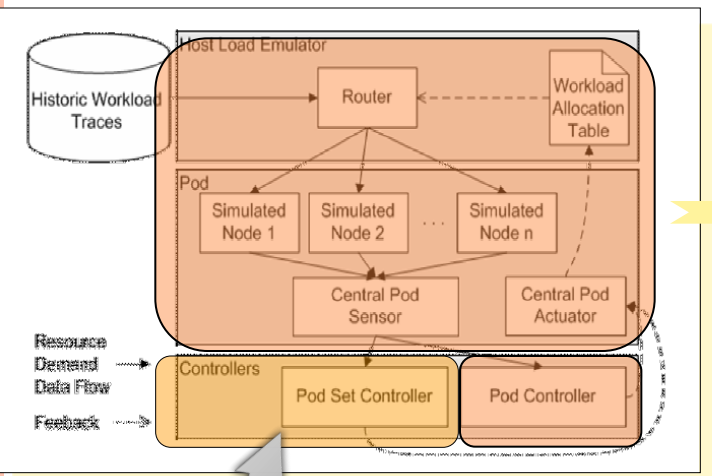 Host Load Emulator
Historic Workload
Traces
Router
Workload
Allocation
Table
Pod
Simulated
Node 1
Simulated
Node 2
. . .
Simulated
Node n
Central Pod
Sensor
Central Pod
Actuator
Resource
Demand
Data Flow
Feeback
Controllers
Pod Set Controller
Pod Controller